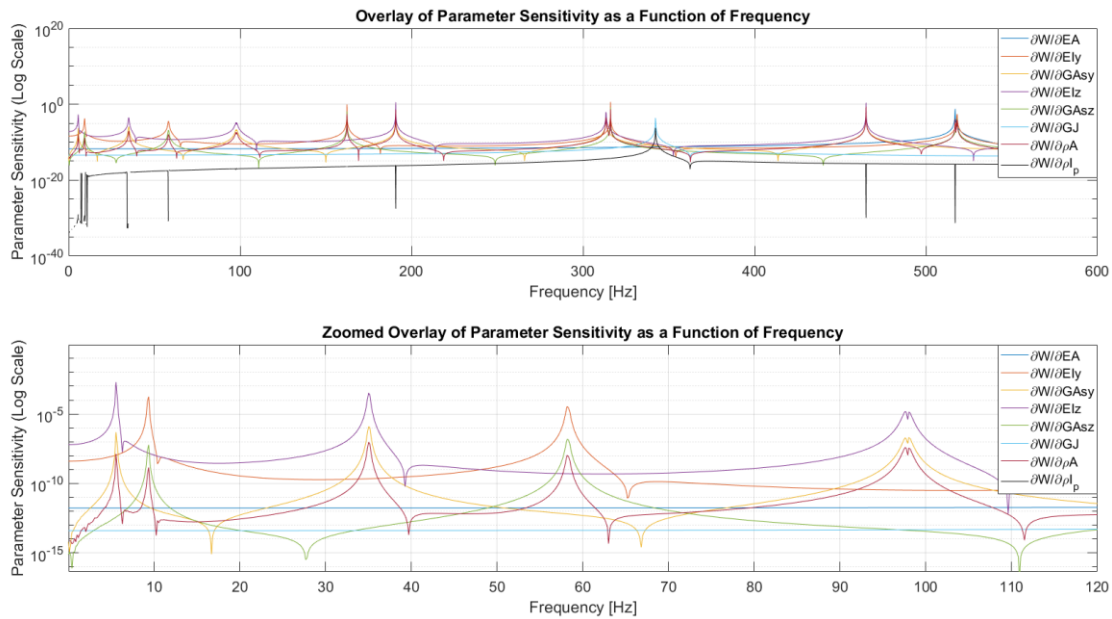 Overlay of Parameter Sensitivity as a Function of Frequency
Parameter Sensitivity (Log Scale)
10^20
10^0
10^-20
10^-40
0 100 200 300 400 500 600
Frequency [Hz]
∂W/∂EA
∂W/∂EIy
∂W/∂GAsy
∂W/∂EIz
∂W/∂GAsz
∂W/∂GJ
∂W/∂ρA
∂W/∂ρI_p
Zoomed Overlay of Parameter Sensitivity as a Function of Frequency
Parameter Sensitivity (Log Scale)
10^-5
10^-10
10^-15
0 10 20 30 40 50 60 70 80 90 100 110 120
Frequency [Hz]
∂W/∂EA
∂W/∂EIy
∂W/∂GAsy
∂W/∂EIz
∂W/∂GAsz
∂W/∂GJ
∂W/∂ρA
∂W/∂ρI_p